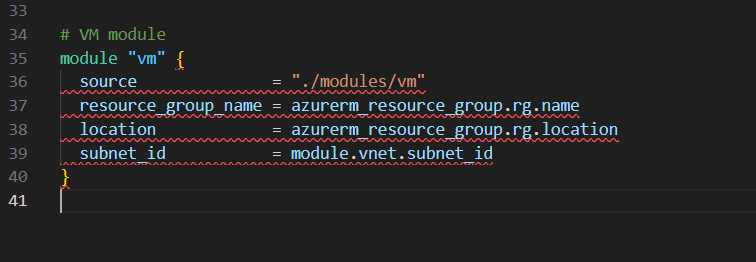 33
34 # VM module
35 module "vm" {
36   source              = "./modules/vm"
37   resource_group_name = azurerm_resource_group.rg.name
38   location            = azurerm_resource_group.rg.location
39   subnet_id           = module.vnet.subnet_id
40 }
41